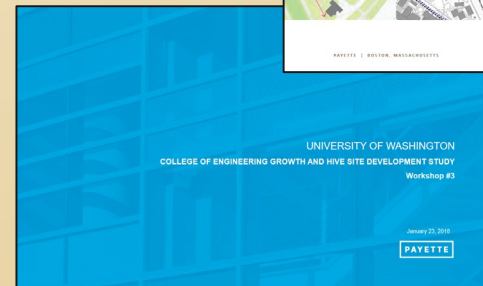 PAYETTE | BOSTON, MASSACHUSETTS
UNIVERSITY OF WASHINGTON
COLLEGE OF ENGINEERING GROWTH AND HIVE SITE DEVELOPMENT STUDY
Workshop #3
January 23, 2018
PAYETTE